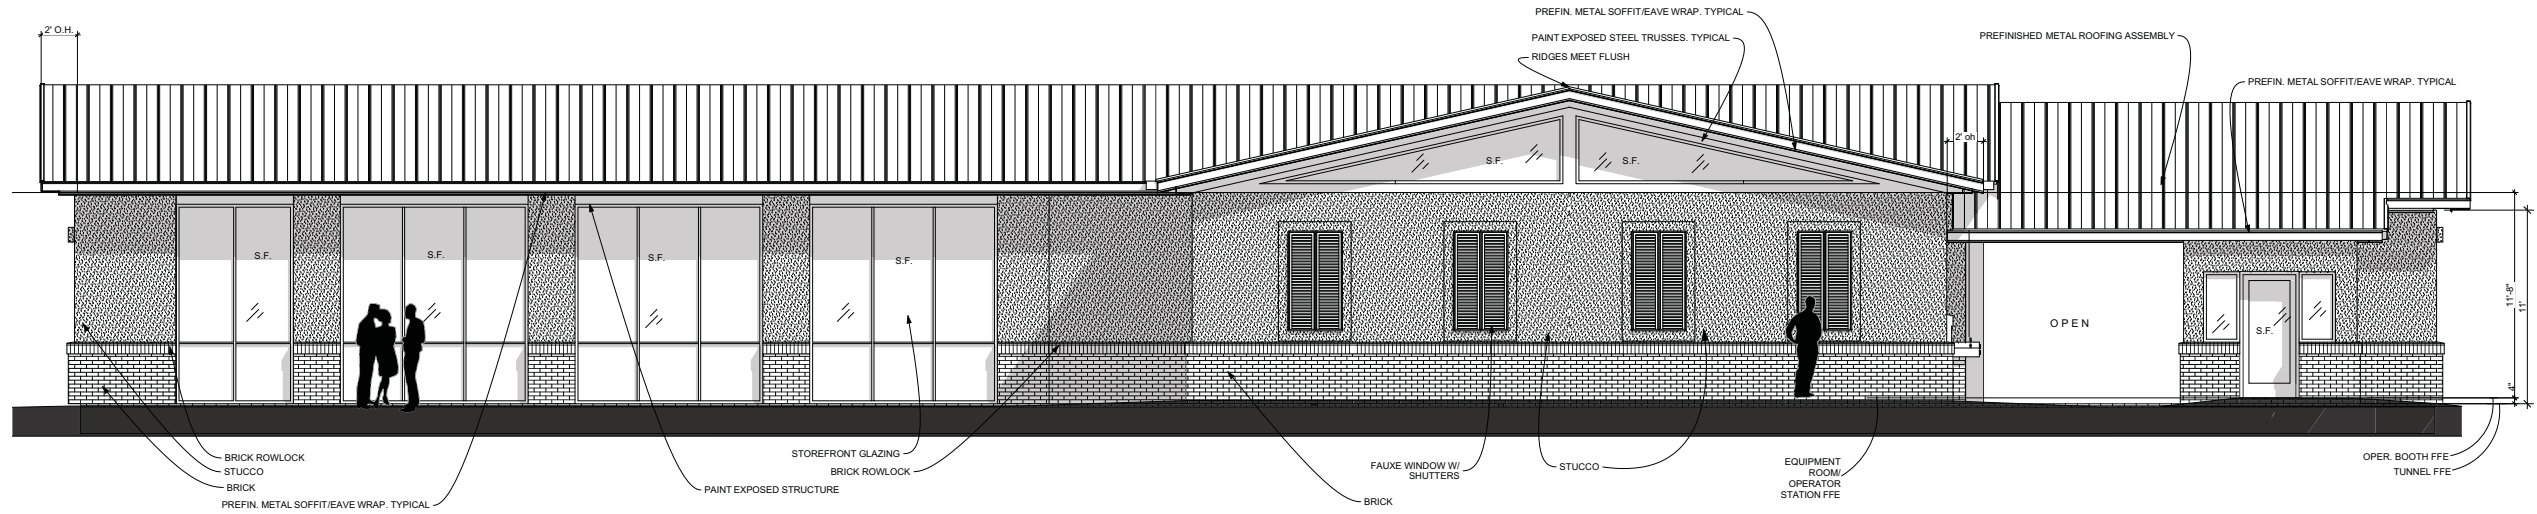 2' O.H.
PREFIN. METAL SOFFIT/EAVE WRAP. TYPICAL
PAINT EXPOSED STEEL TRUSSES. TYPICAL
RIDGES MEET FLUSH
PREFINISHED METAL ROOFING ASSEMBLY
PREFIN. METAL SOFFIT/EAVE WRAP. TYPICAL
2' oh
S.F.
S.F.
S.F.
S.F.
S.F.
S.F.
OPEN
S.F.
11'-8"
11'
4"
BRICK ROWLOCK
STUCCO
BRICK
PREFIN. METAL SOFFIT/EAVE WRAP. TYPICAL
PAINT EXPOSED STRUCTURE
STOREFRONT GLAZING
BRICK ROWLOCK
FAUXE WINDOW W/
SHUTTERS
STUCCO
BRICK
EQUIPMENT
ROOM/
OPERATOR
STATION FFE
OPER. BOOTH FFE
TUNNEL FFE